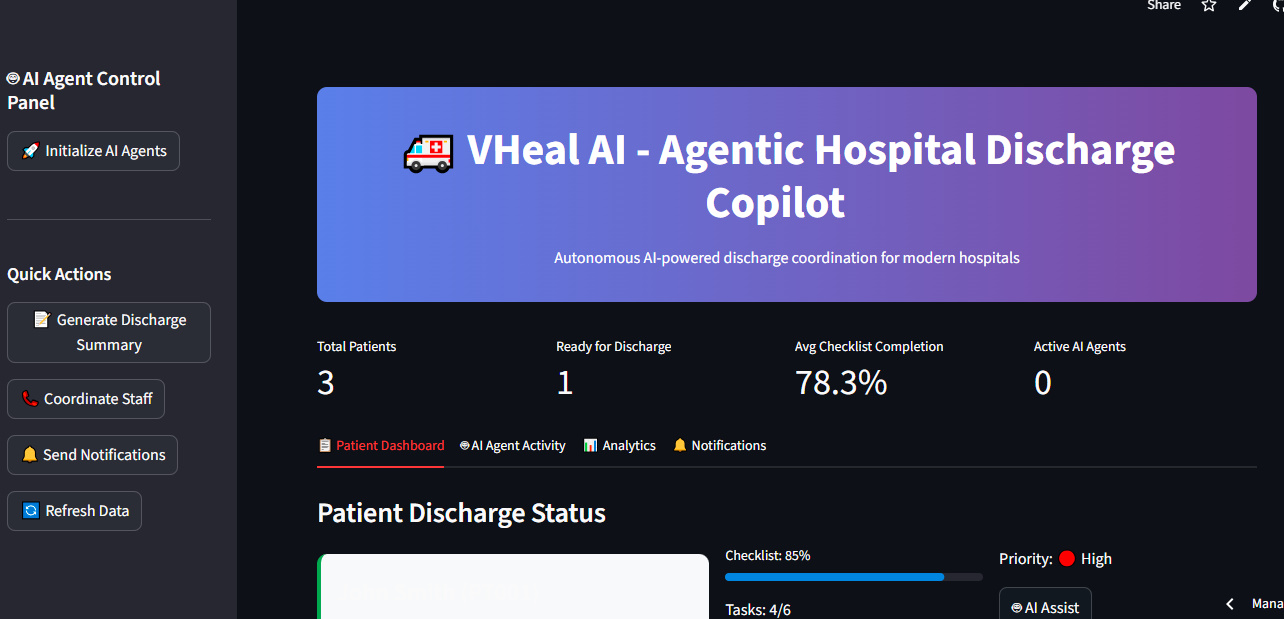 Share
AI Agent Control
Panel
Initialize AI Agents
Quick Actions
Generate Discharge
Summary
Coordinate Staff
Send Notifications
Refresh Data
VHeal AI - Agentic Hospital Discharge
Copilot
Autonomous AI-powered discharge coordination for modern hospitals
Total Patients
Ready for Discharge
Avg Checklist Completion
Active AI Agents
3
1
78.3%
0
Patient Dashboard
AI Agent Activity
Analytics
Notifications
Patient Discharge Status
Checklist: 85%
Priority: High
Tasks: 4/6
AI Assist
Mana